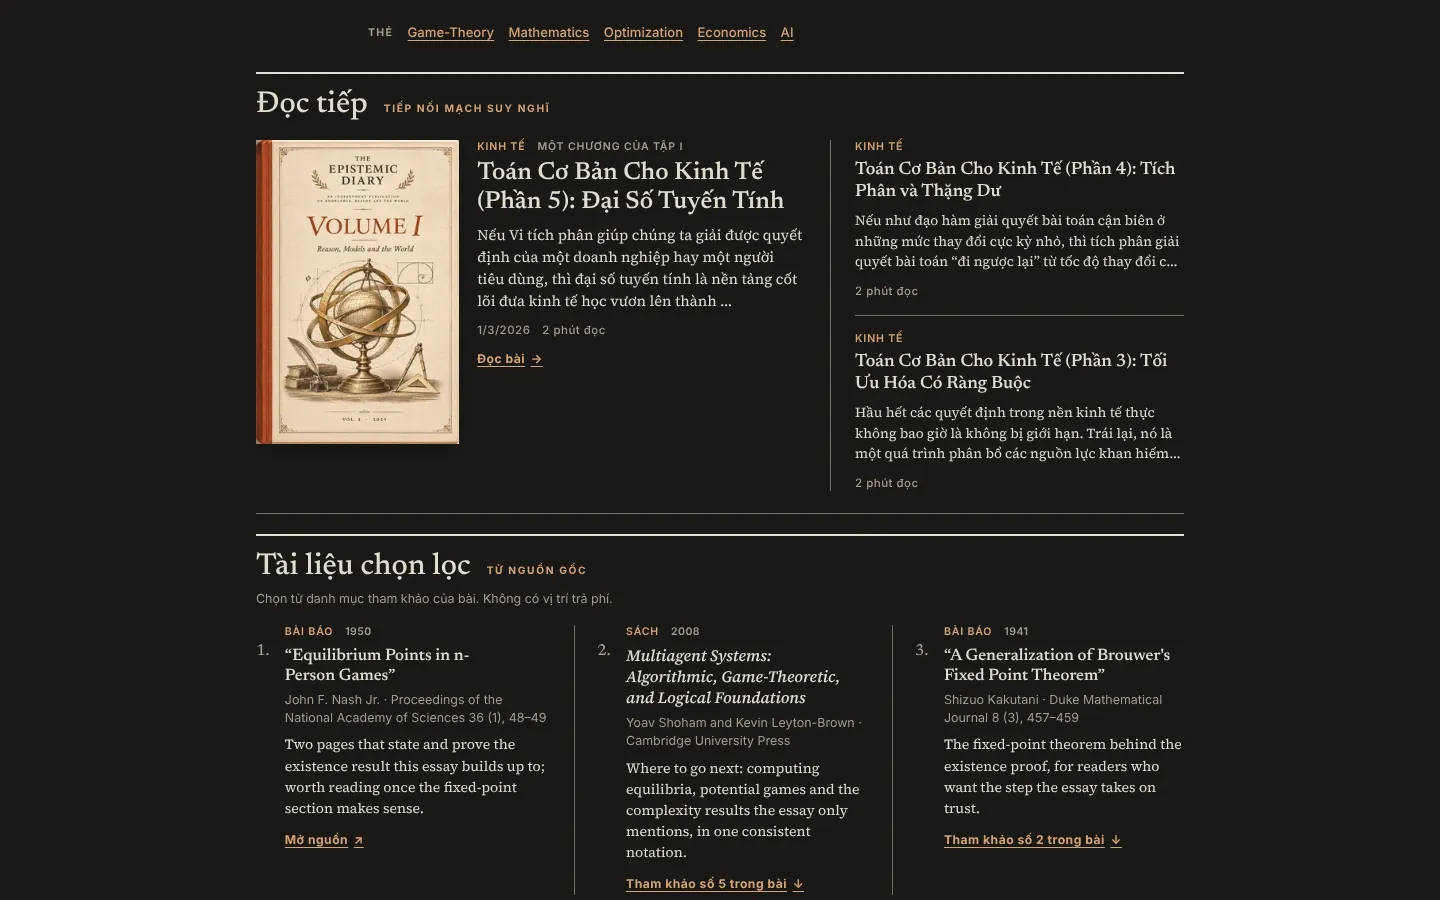 THẺ Game-Theory Mathematics Optimization Economics AI
Đọc tiếp TIẾP NỐI MẠCH SUY NGHĨ
THE
EPISTEMIC
DIARY
AN INDEPENDENT PUBLICATION
VOLUME I
Reason, Models and the World
VOL. I
KINH TẾ MỘT CHƯƠNG CỦA TẬP I
Toán Cơ Bản Cho Kinh Tế
(Phần 5): Đại Số Tuyến Tính
Nếu Vi tích phân giúp chúng ta giải được quyết
định của một doanh nghiệp hay một người
tiêu dùng, thì đại số tuyến tính là nền tảng cốt
lõi đưa kinh tế học vươn lên thành ...
1/3/2026 2 phút đọc
Đọc bài →
KINH TẾ
Toán Cơ Bản Cho Kinh Tế (Phần 4): Tích
Phân và Thặng Dư
Nếu như đạo hàm giải quyết bài toán cận biên ở
những mức thay đổi cực kỳ nhỏ, thì tích phân giải
quyết bài toán “đi ngược lại” từ tốc độ thay đổi c...
2 phút đọc
KINH TẾ
Toán Cơ Bản Cho Kinh Tế (Phần 3): Tối
Ưu Hóa Có Ràng Buộc
Hầu hết các quyết định trong nền kinh tế thực
không bao giờ là không bị giới hạn. Trái lại, nó là
một quá trình phân bổ các nguồn lực khan hiếm...
2 phút đọc
Tài liệu chọn lọc TỪ NGUỒN GỐC
Chọn từ danh mục tham khảo của bài. Không có vị trí trả phí.
1.
BÀI BÁO 1950
“Equilibrium Points in n-
Person Games”
John F. Nash Jr. · Proceedings of the
National Academy of Sciences 36 (1), 48–49
Two pages that state and prove the
existence result this essay builds up to;
worth reading once the fixed-point
section makes sense.
Mở nguồn ↗
2.
SÁCH 2008
Multiagent Systems:
Algorithmic, Game-Theoretic,
and Logical Foundations
Yoav Shoham and Kevin Leyton-Brown ·
Cambridge University Press
Where to go next: computing
equilibria, potential games and the
complexity results the essay only
mentions, in one consistent
notation.
Tham khảo số 5 trong bài ↓
3.
BÀI BÁO 1941
“A Generalization of Brouwer's
Fixed Point Theorem”
Shizuo Kakutani · Duke Mathematical
Journal 8 (3), 457–459
The fixed-point theorem behind the
existence proof, for readers who
want the step the essay takes on
trust.
Tham khảo số 2 trong bài ↓